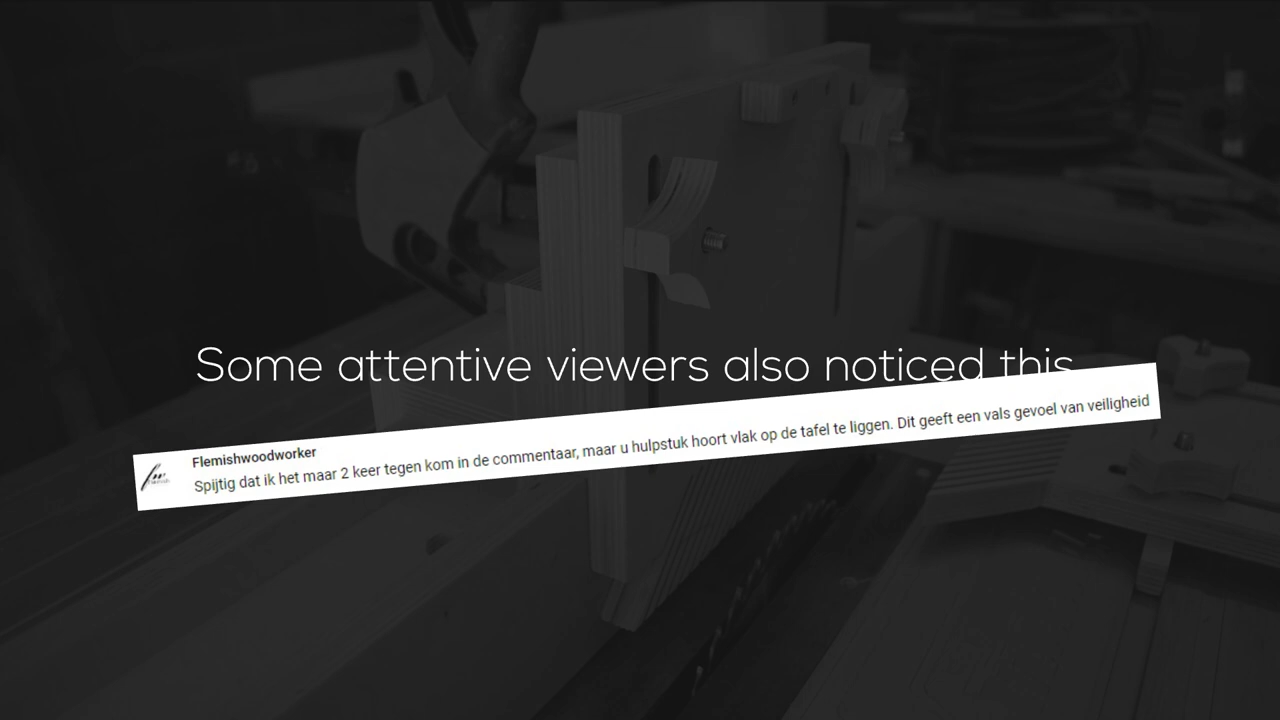 Some attentive viewers also noticed this
Flemishwoodworker
Spijtig dat ik het maar 2 keer tegen kom in de commentaar, maar u hulpstuk hoort vlak op de tafel te liggen. Dit geeft een vals gevoel van veiligheid